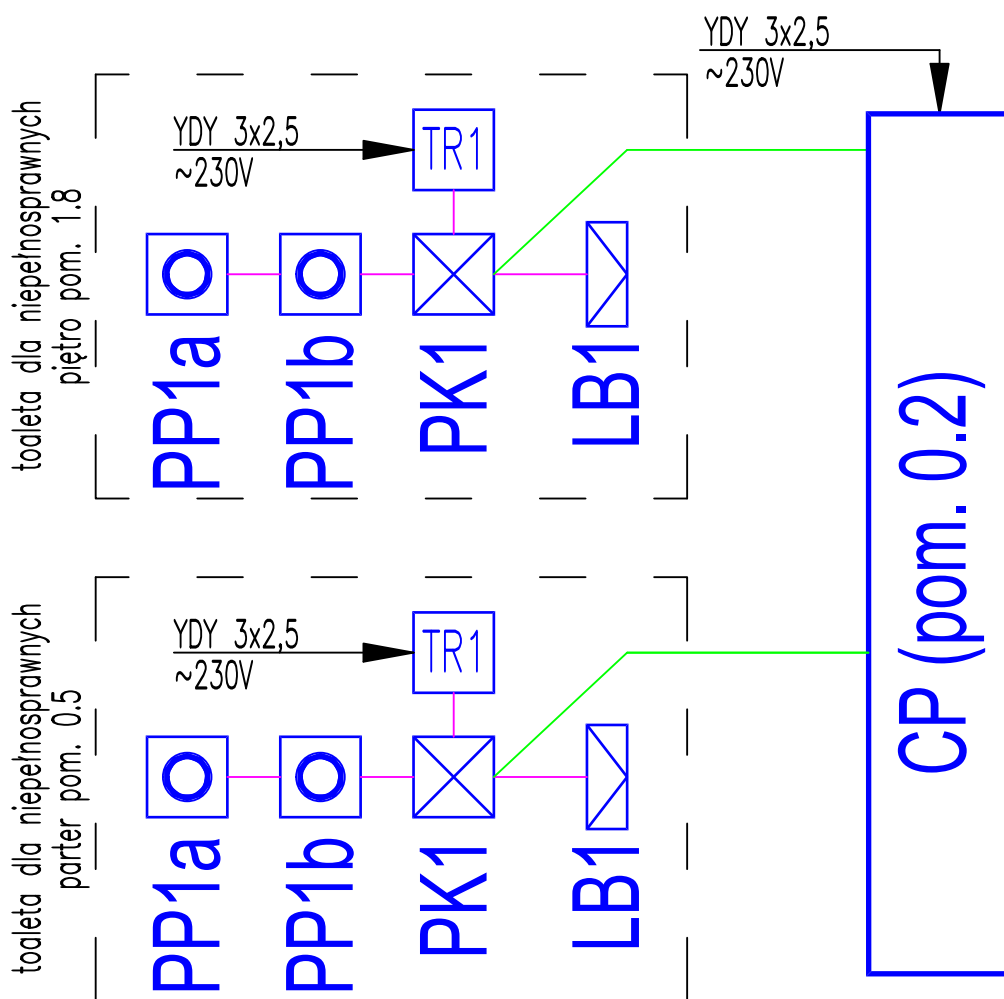 YDY 3x2,5
~230V
toaleta dla niepełnosprawnych
piętro pom. 1.8
YDY 3x2,5
~230V
TR1
PP1a
PP1b
PK1
LB1
CP (pom. 0.2)
toaleta dla niepełnosprawnych
parter pom. 0.5
YDY 3x2,5
~230V
TR1
PP1a
PP1b
PK1
LB1